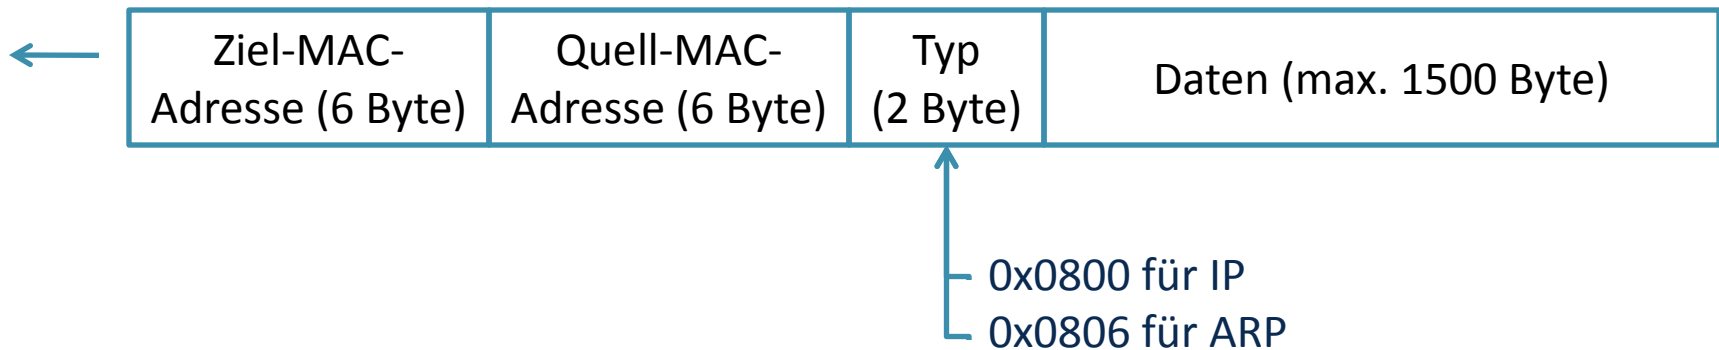 Ziel-MAC-
Adresse (6 Byte)
Quell-MAC-
Adresse (6 Byte)
Typ
(2 Byte)
Daten (max. 1500 Byte)
0x0800 für IP
0x0806 für ARP